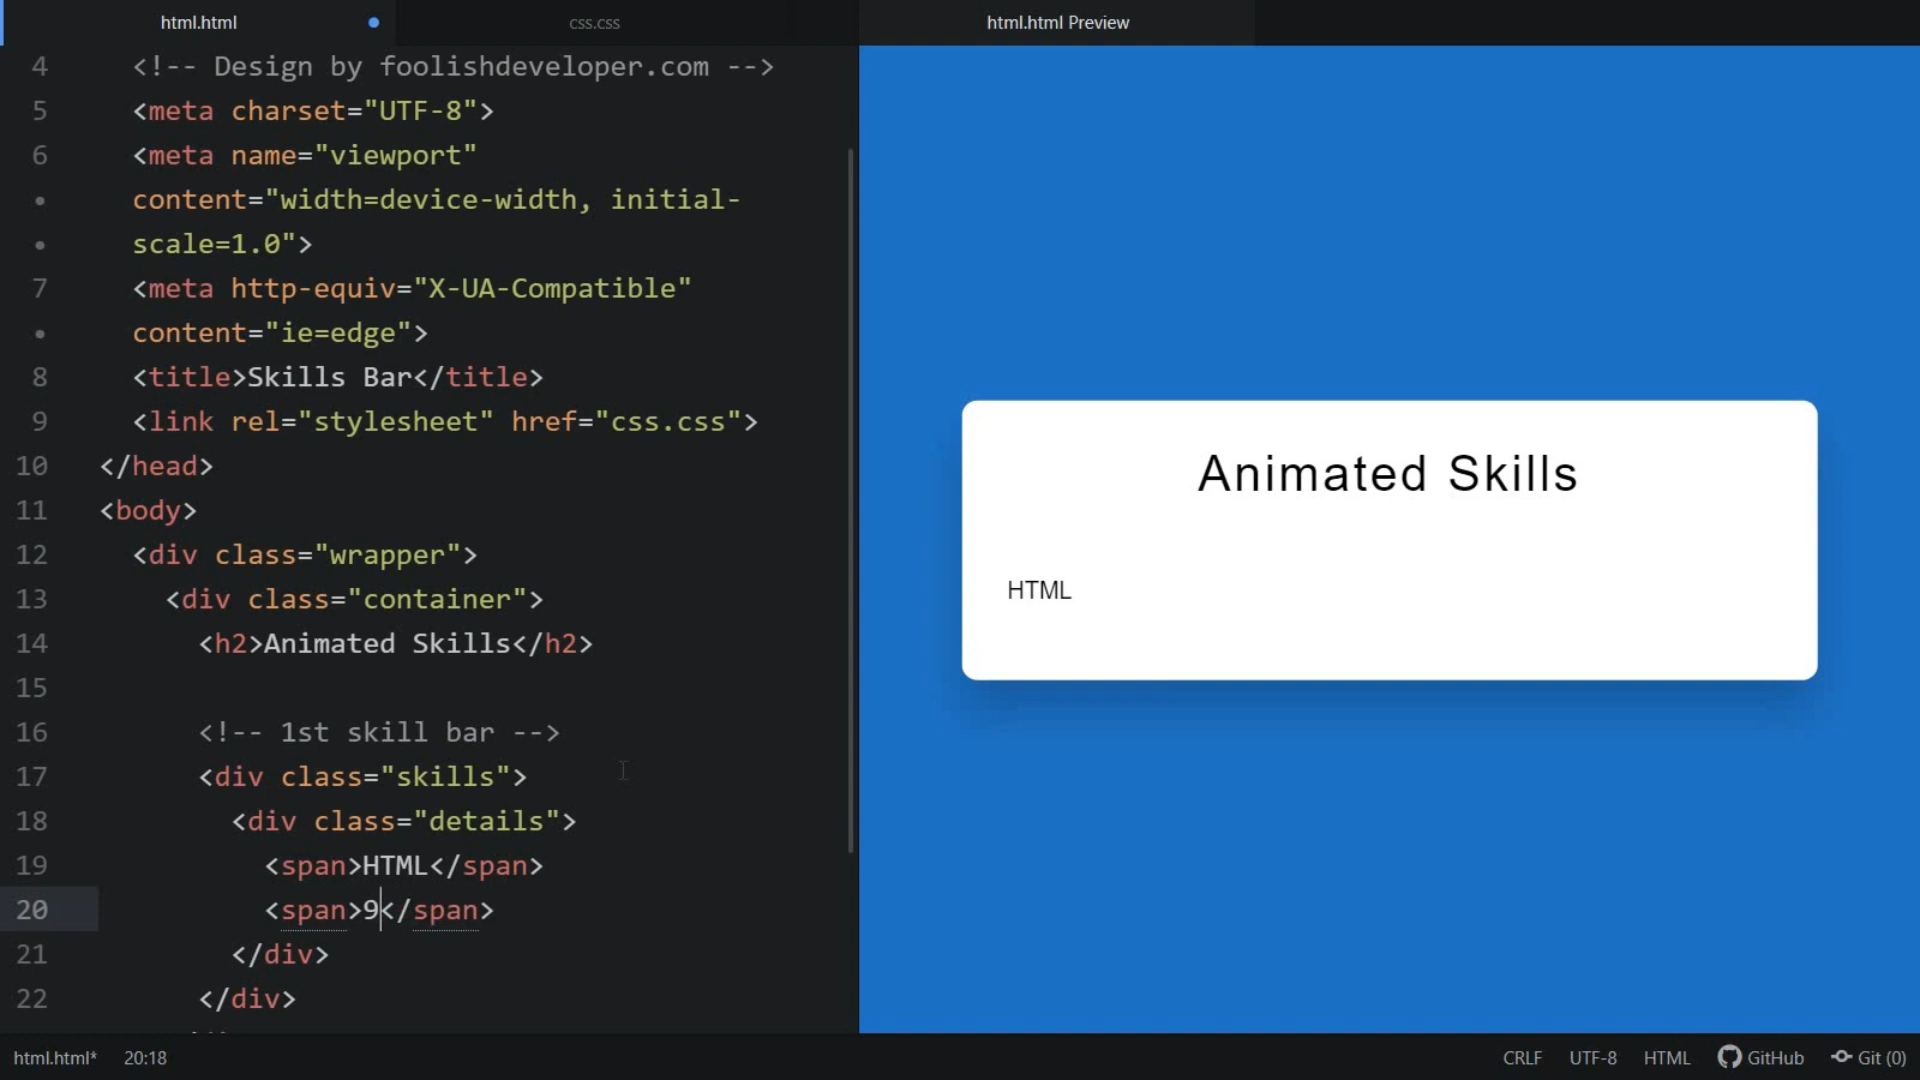 html.html
css.css
html.html Preview
4 <!-- Design by foolishdeveloper.com -->
5 <meta charset="UTF-8">
6 <meta name="viewport"
• content="width=device-width, initial-
• scale=1.0">
7 <meta http-equiv="X-UA-Compatible"
• content="ie=edge">
8 <title>Skills Bar</title>
9 <link rel="stylesheet" href="css.css">
10 </head>
11 <body>
12 <div class="wrapper">
13 <div class="container">
14 <h2>Animated Skills</h2>
15
16 <!-- 1st skill bar -->
17 <div class="skills">
18 <div class="details">
19 <span>HTML</span>
20 <span>9</span>
21 </div>
22 </div>
Animated Skills
HTML
html.html* 20:18
CRLF UTF-8 HTML GitHub Git (0)